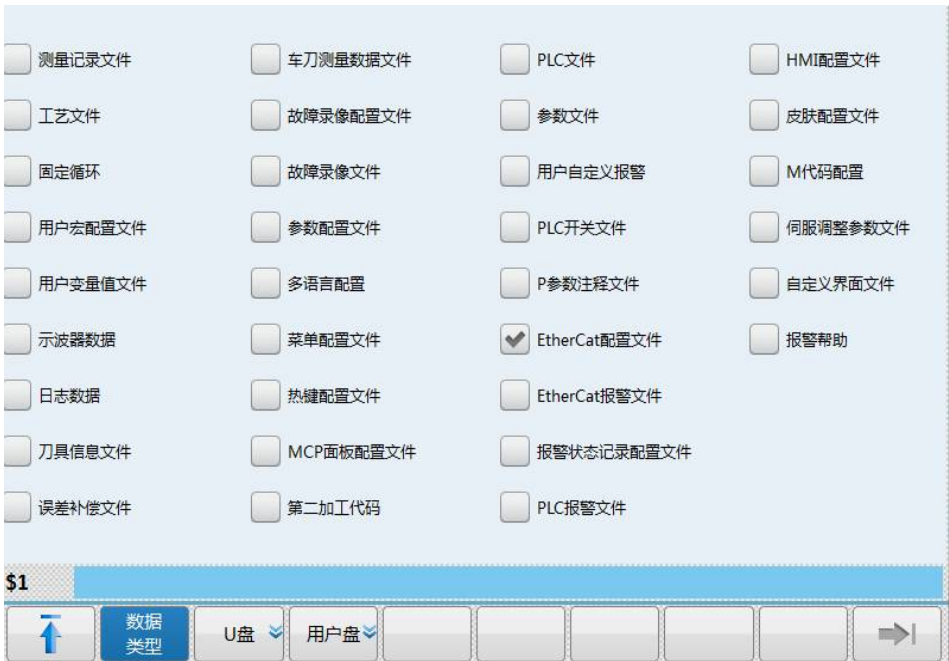 测量记录文件 车刀测量数据文件 PLC文件 HMI配置文件
工艺文件 故障录像配置文件 参数文件 皮肤配置文件
固定循环 故障录像文件 用户自定义报警 M代码配置
用户宏配置文件 参数配置文件 PLC开关文件 伺服调整参数文件
用户变量值文件 多语言配置 P参数注释文件 自定义界面文件
示波器数据 菜单配置文件 EtherCat配置文件 报警帮助
日志数据 热键配置文件 EtherCat报警文件
刀具信息文件 MCP面板配置文件 报警状态记录配置文件
误差补偿文件 第二加工代码 PLC报警文件
$1
数据
类型
U盘 用户盘